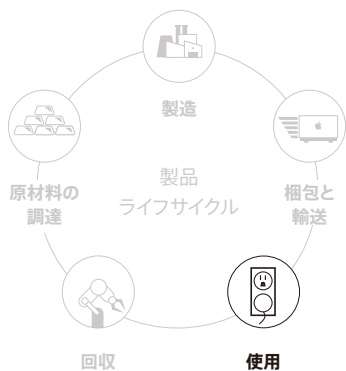 製造
原材料の
調達
製品
ライフサイクル
梱包と
輸送
回収
使用